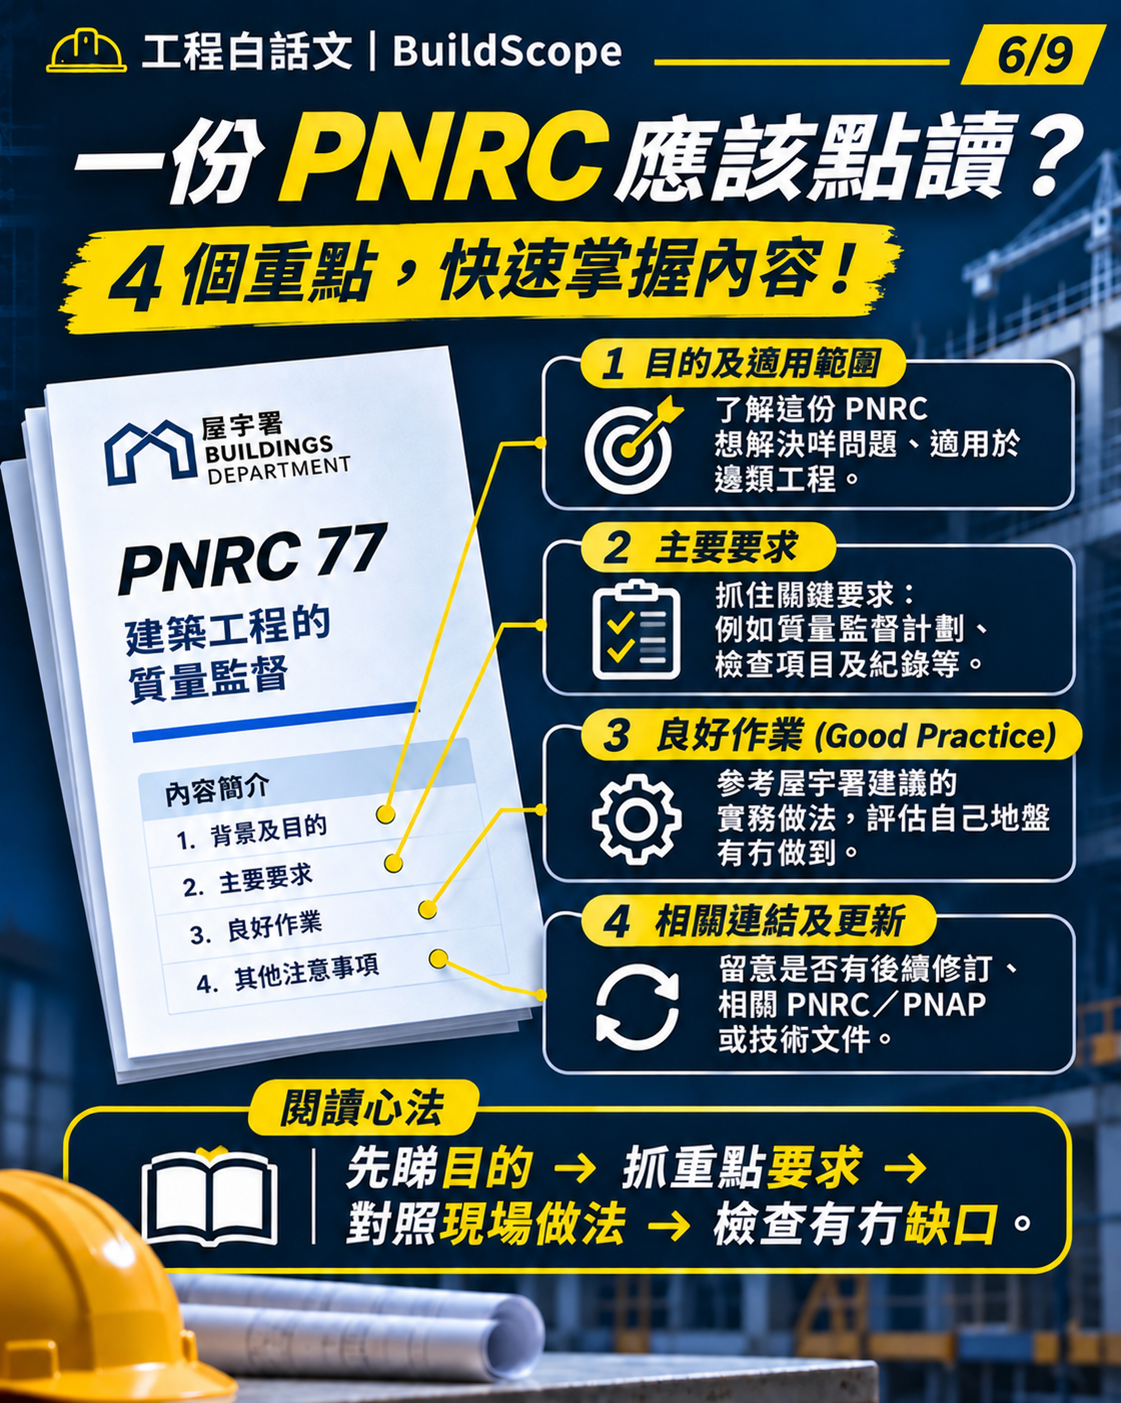 工程白話文 | BuildScope
6/9
一份 PNRC 應該點讀？
4 個重點，快速掌握內容！
屋宇署
BUILDINGS
DEPARTMENT
PNRC 77
建築工程的
質量監督
內容簡介
1. 背景及目的
2. 主要要求
3. 良好作業
4. 其他注意事項
1 目的及適用範圍
了解這份 PNRC
想解決咩問題、適用於
邊類工程。
2 主要要求
抓住關鍵要求：
例如質量監督計劃、
檢查項目及紀錄等。
3 良好作業 (Good Practice)
參考屋宇署建議的
實務做法，評估自己地盤
有冇做到。
4 相關連結及更新
留意是否有後續修訂、
相關 PNRC／PNAP
或技術文件。
閱讀心法
先睇目的 → 抓重點要求 →
對照現場做法 → 檢查有冇缺口。